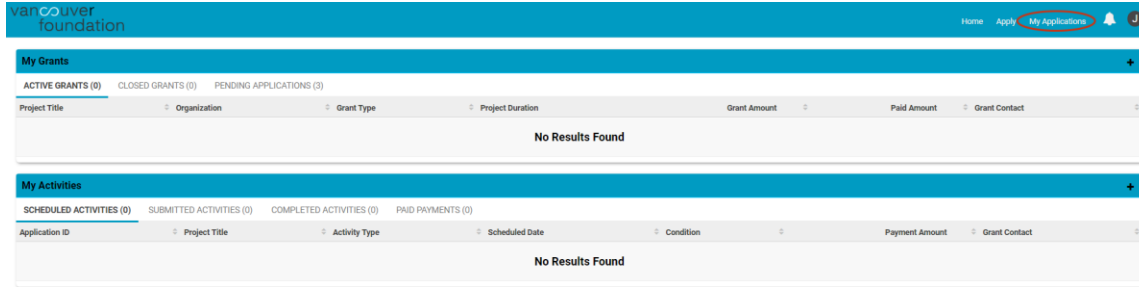 vancouver
foundation
Home Apply My Applications J
My Grants +
ACTIVE GRANTS (0) CLOSED GRANTS (0) PENDING APPLICATIONS (3)
Project Title Organization Grant Type Project Duration Grant Amount Paid Amount Grant Contact
No Results Found
My Activities +
SCHEDULED ACTIVITIES (0) SUBMITTED ACTIVITIES (0) COMPLETED ACTIVITIES (0) PAID PAYMENTS (0)
Application ID Project Title Activity Type Scheduled Date Condition Payment Amount Grant Contact
No Results Found